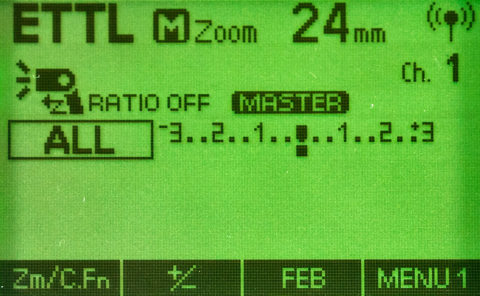 ETTL M Zoom 24mm
Ch. 1
RATIO OFF MASTER
ALL -3..2..1..0..1..2..+3
Zm/C.Fn +/- FEB MENU 1